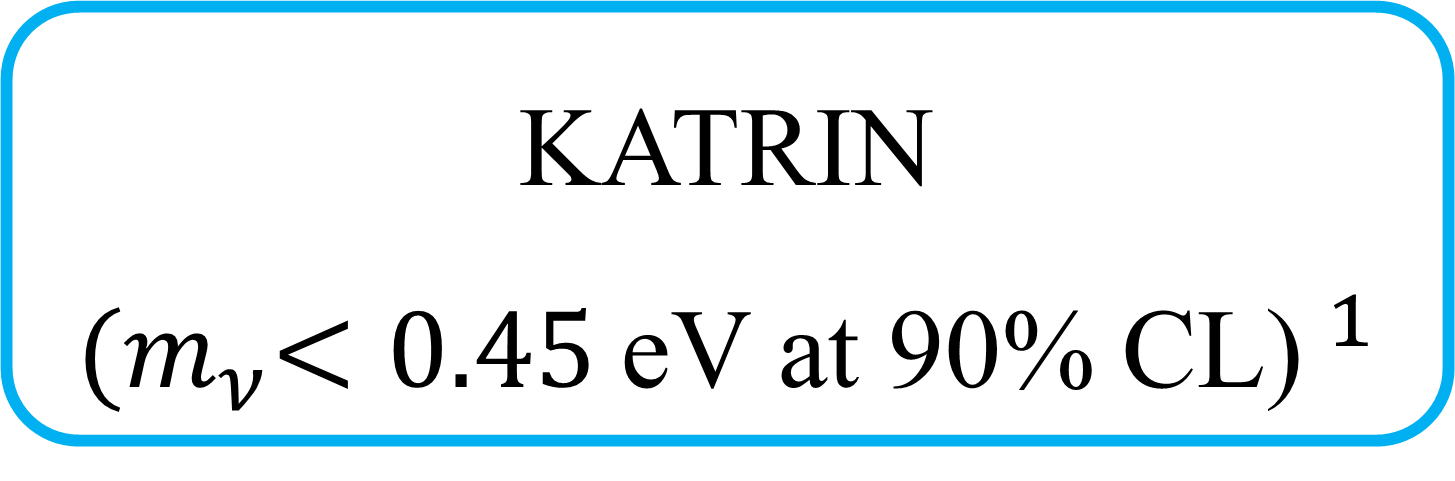 KATRIN
(𝑚𝜈< 0.45 eV at 90% CL) ¹